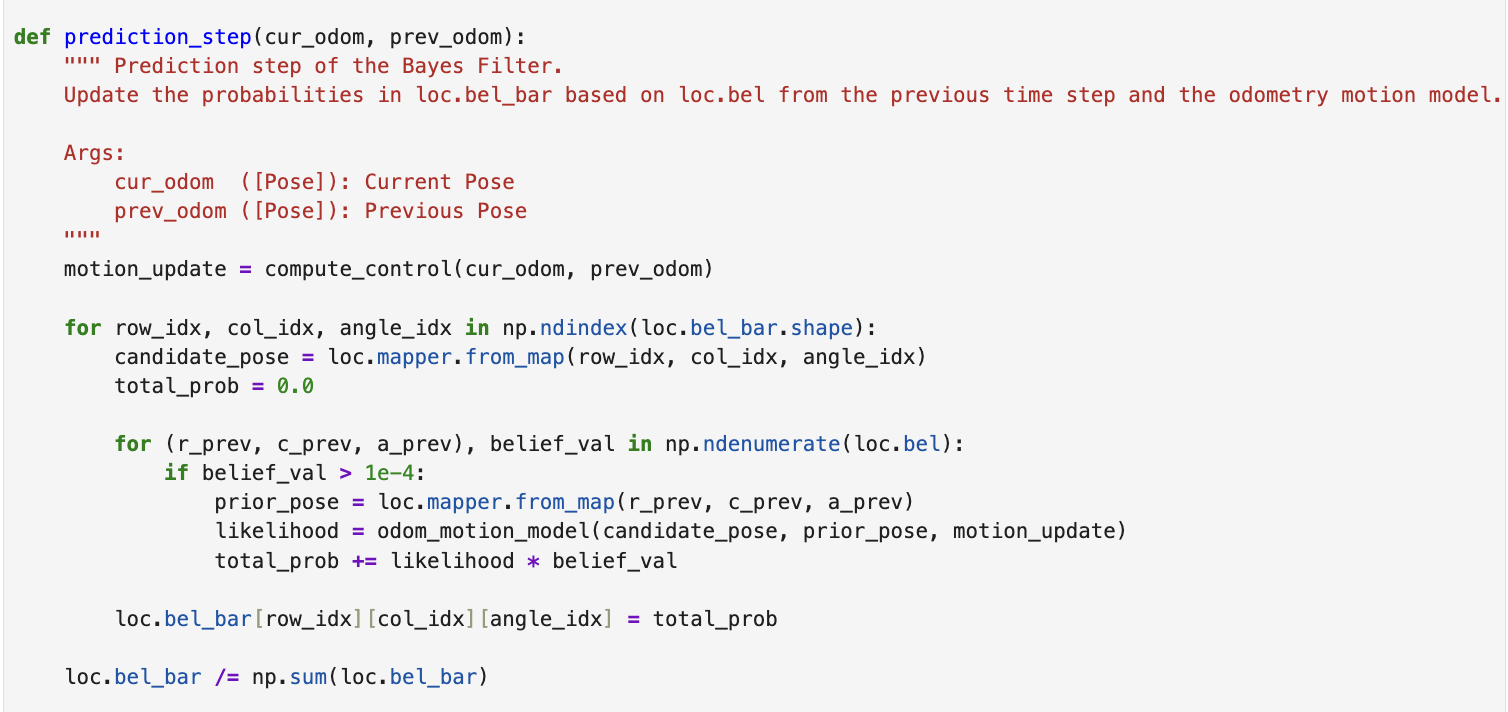 def prediction_step(cur_odom, prev_odom):
    """ Prediction step of the Bayes Filter.
    Update the probabilities in loc.bel_bar based on loc.bel from the previous time step and the odometry motion model.

    Args:
        cur_odom  ([Pose]): Current Pose
        prev_odom ([Pose]): Previous Pose
    """
    motion_update = compute_control(cur_odom, prev_odom)

    for row_idx, col_idx, angle_idx in np.ndindex(loc.bel_bar.shape):
        candidate_pose = loc.mapper.from_map(row_idx, col_idx, angle_idx)
        total_prob = 0.0

        for (r_prev, c_prev, a_prev), belief_val in np.ndenumerate(loc.bel):
            if belief_val > 1e-4:
                prior_pose = loc.mapper.from_map(r_prev, c_prev, a_prev)
                likelihood = odom_motion_model(candidate_pose, prior_pose, motion_update)
                total_prob += likelihood * belief_val

        loc.bel_bar[row_idx][col_idx][angle_idx] = total_prob

    loc.bel_bar /= np.sum(loc.bel_bar)